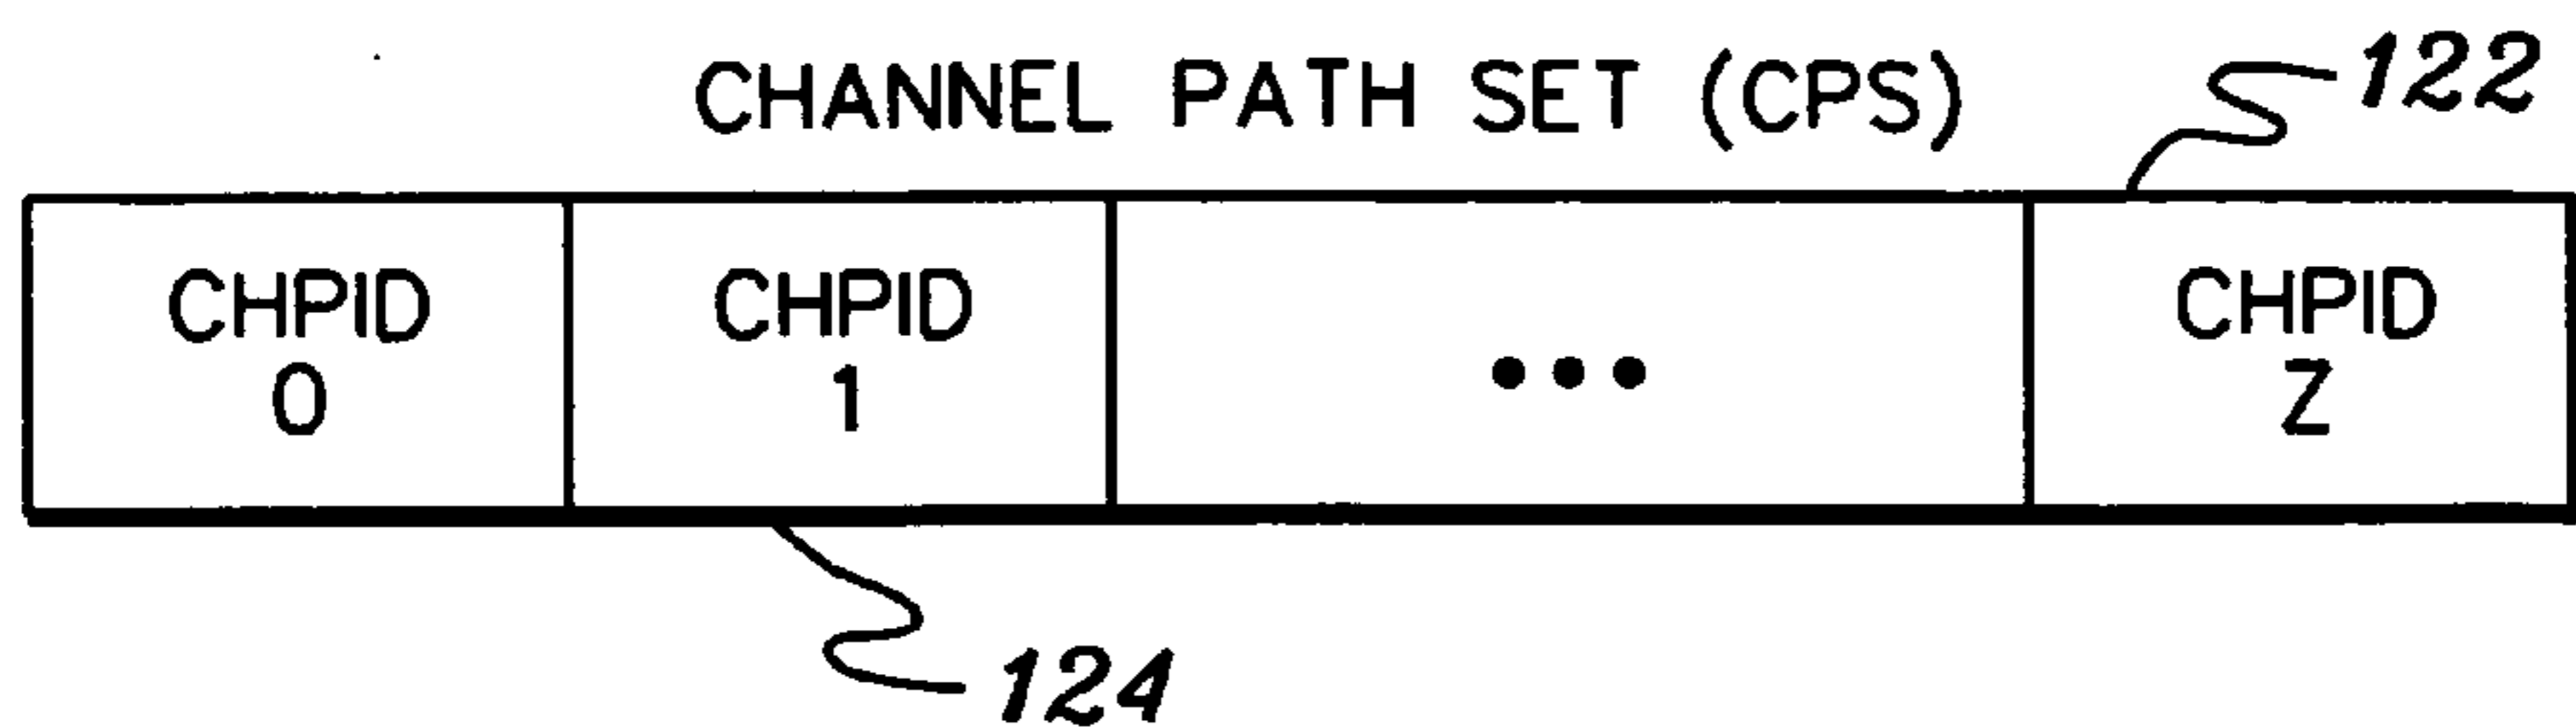 CHANNEL PATH SET (CPS)
122
CHPID 0
CHPID 1
•••
CHPID Z
124